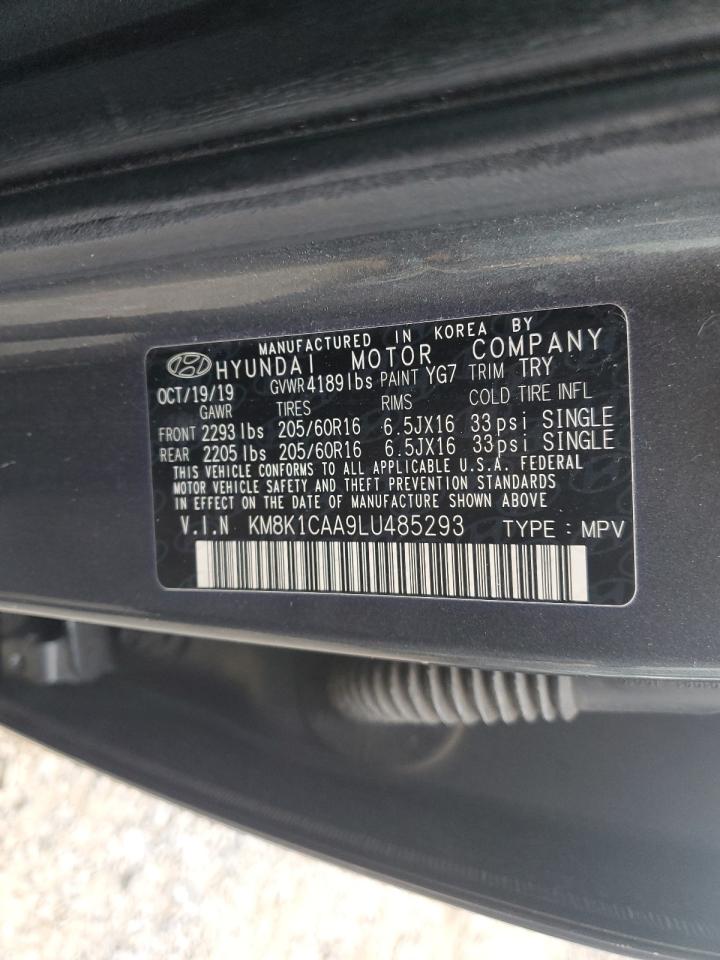 MANUFACTURED IN KOREA BY
HYUNDAI MOTOR COMPANY
OCT/19/19 GVWR 4189lbs PAINT YG7 TRIM TRY
GAWR TIRES RIMS COLD TIRE INFL
FRONT 2293 lbs 205/60R16 6.5JX16 33psi SINGLE
REAR 2205 lbs 205/60R16 6.5JX16 33psi SINGLE
THIS VEHICLE CONFORMS TO ALL APPLICABLE U.S.A. FEDERAL
MOTOR VEHICLE SAFETY AND THEFT PREVENTION STANDARDS
IN EFFECT ON THE DATE OF MANUFACTURE SHOWN ABOVE
V.I.N KM8K1CAA9LU485293 TYPE : MPV